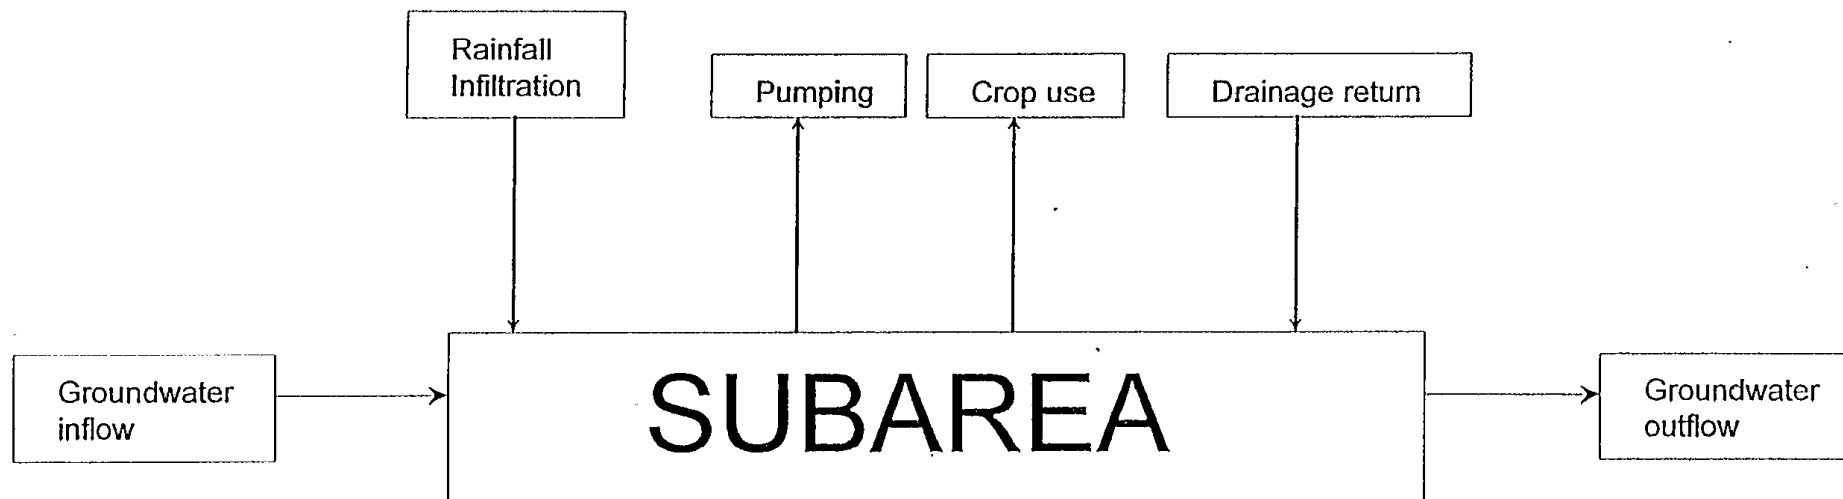 Rainfall
Infiltration
Pumping
Crop use
Drainage return
Groundwater
inflow
SUBAREA
Groundwater
outflow